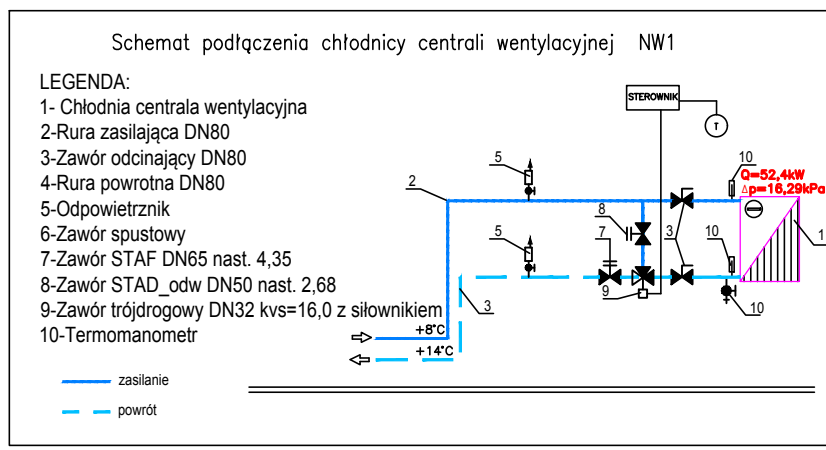 Schemat podłączenia chłodnicy centrali wentylacyjnej NW1
LEGENDA:
1- Chłodnia centrala wentylacyjna
2-Rura zasilająca DN80
3-Zawór odcinający DN80
4-Rura powrotna DN80
5-Odpowietrznik
6-Zawór spustowy
7-Zawór STAF DN65 nast. 4,35
8-Zawór STAD_odw DN50 nast. 2,68
9-Zawór trójdrogowy DN32 kvs=16,0 z siłownikiem
10-Termomanometr
zasilanie
powrót
STEROWNIK
T
5
2
10
Q=52,4kW
Δp=16,29kPa
8
5
7
3
10
1
9
3
10
+8°C
+14°C